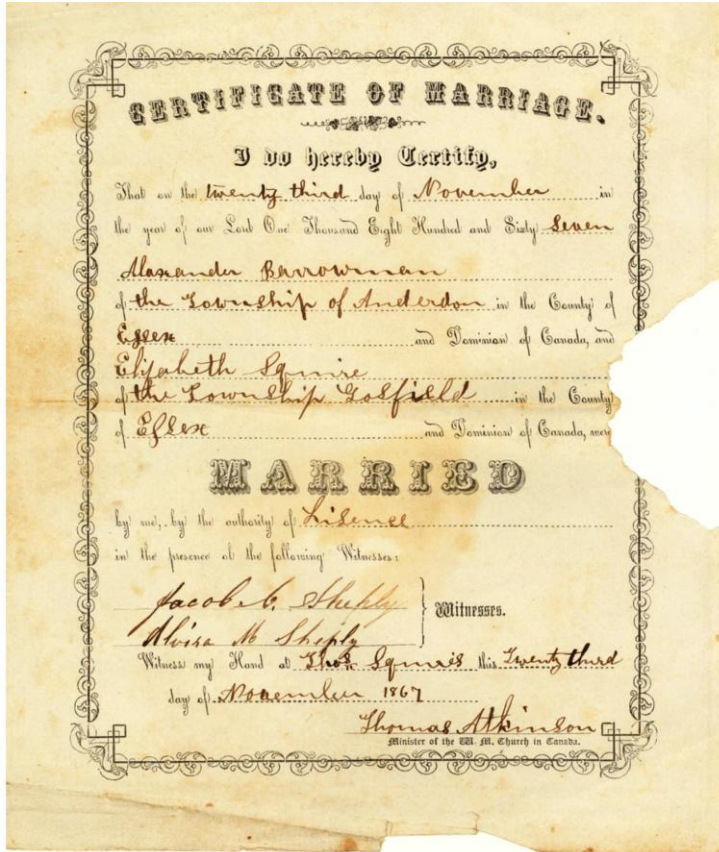 CERTIFICATE OF MARRIAGE.
I do hereby Certify,
That on the twenty third day of November in
the year of our Lord One Thousand Eight Hundred and Sixty Seven
Alaxander Barrowman
of the Township of Anderdon in the County of
Essex and Dominion of Canada, and
Elizabeth Squire
of the Township Gosfield in the County
of Essex and Dominion of Canada, were
MARRIED
by me, by the authority of Lisence
in the presence of the following Witnesses:
Jacob C. Sheply
Alvira M Sheply
Witnesses.
Witness my Hand at Thos. Squires this Twenty third
day of November 1867
Thomas Atkinson
Minister of the W. M. Church in Canada.